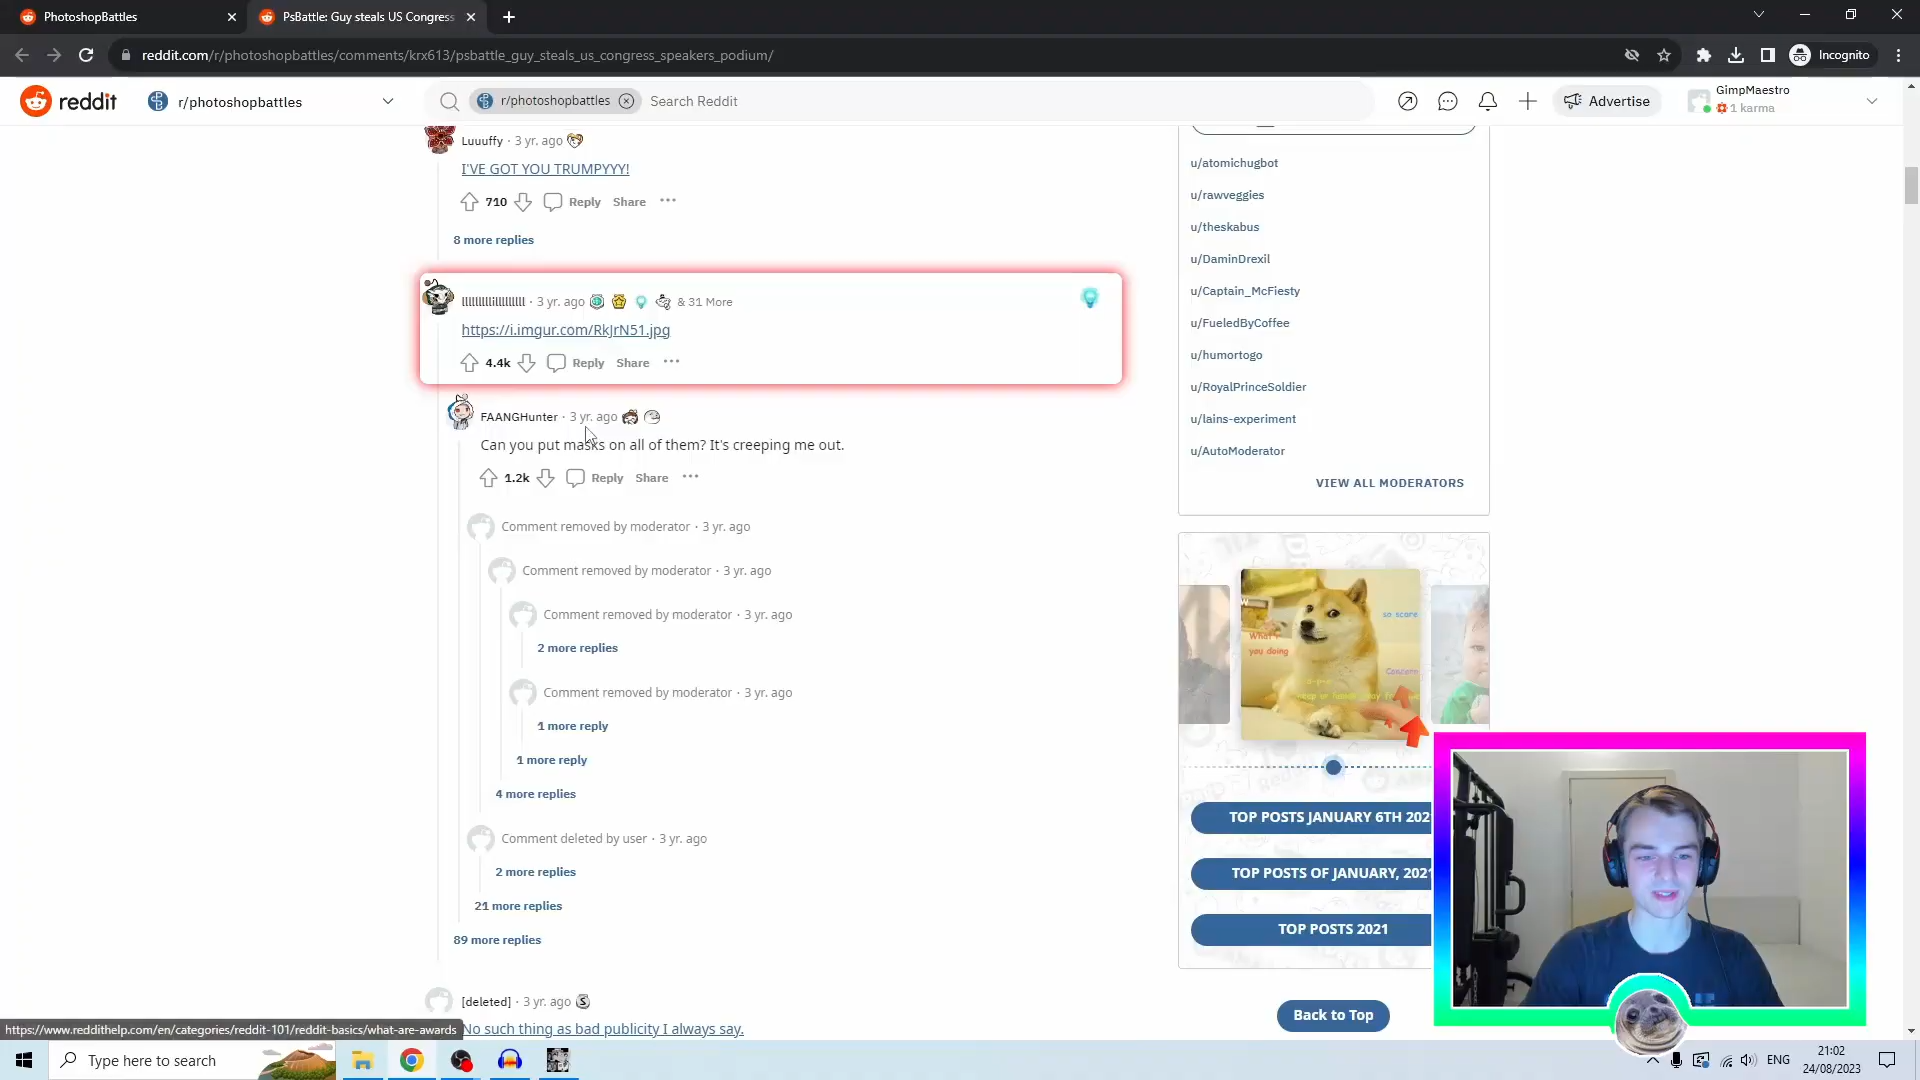 PhotoshopBattles
PsBattle: Guy steals US Congress
reddit.com/r/photoshopbattles/comments/krx613/psbattle_guy_steals_us_congress_speakers_podium/
Incognito
reddit
r/photoshopbattles
r/photoshopbattles
Search Reddit
Advertise
GimpMaestro
1 karma
Luuuffy · 3 yr. ago
I'VE GOT YOU TRUMPYYY!
710
Reply
Share
8 more replies
· 3 yr. ago
& 31 More
https://i.imgur.com/RkJrN51.jpg
4.4k
Reply
Share
FAANGHunter · 3 yr. ago
Can you put masks on all of them? It's creeping me out.
1.2k
Reply
Share
Comment removed by moderator · 3 yr. ago
Comment removed by moderator · 3 yr. ago
Comment removed by moderator · 3 yr. ago
2 more replies
Comment removed by moderator · 3 yr. ago
1 more reply
1 more reply
4 more replies
Comment deleted by user · 3 yr. ago
2 more replies
21 more replies
89 more replies
[deleted] · 3 yr. ago
No such thing as bad publicity I always say.
u/atomichugbot
u/rawveggies
u/theskabus
u/DaminDrexil
u/Captain_McFiesty
u/FueledByCoffee
u/humortogo
u/RoyalPrinceSoldier
u/lains-experiment
u/AutoModerator
VIEW ALL MODERATORS
W
so scare
What r
you doing
Concern
TOP POSTS JANUARY 6TH 202
TOP POSTS OF JANUARY, 2021
TOP POSTS 2021
Back to Top
https://www.reddithelp.com/en/categories/reddit-101/reddit-basics/what-are-awards
Type here to search
ENG
21:02
24/08/2023